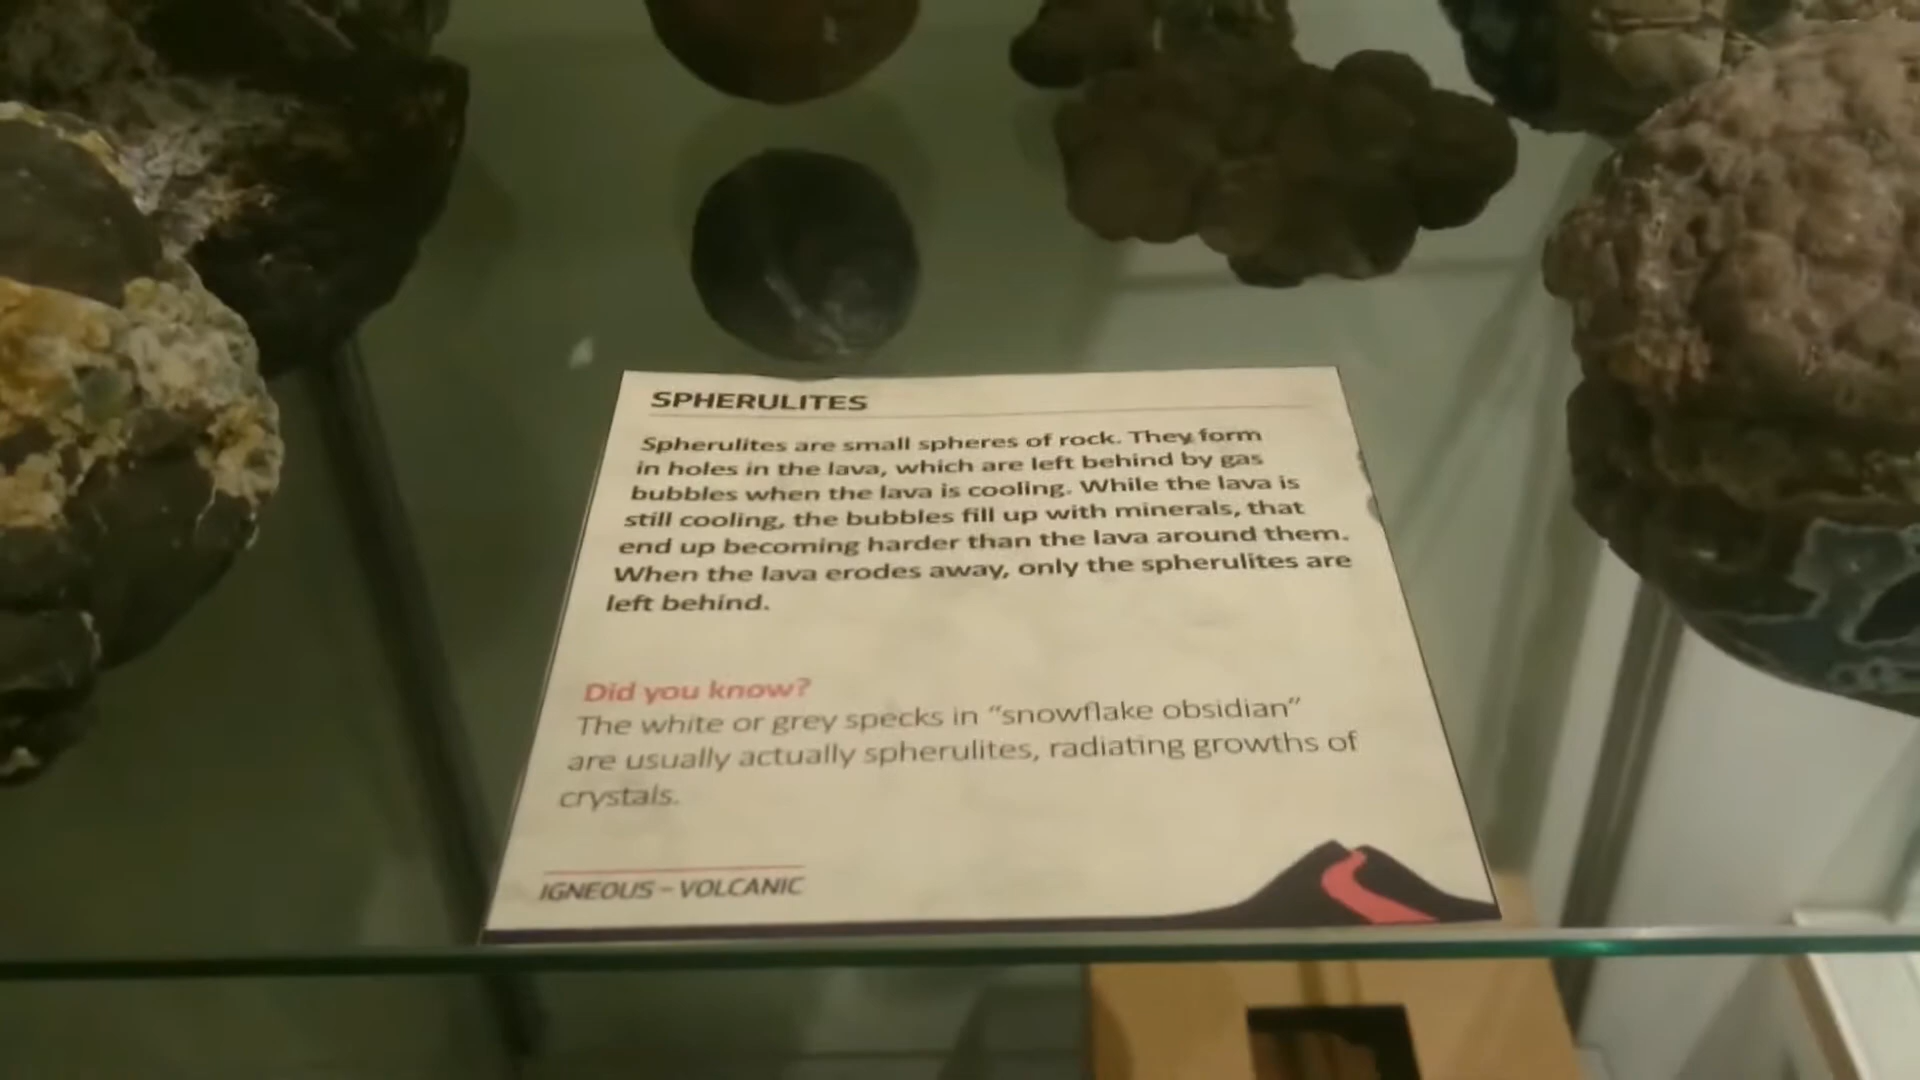 SPHERULITES
Spherulites are small spheres of rock. They form
in holes in the lava, which are left behind by gas
bubbles when the lava is cooling. While the lava is
still cooling, the bubbles fill up with minerals, that
end up becoming harder than the lava around them.
When the lava erodes away, only the spherulites are
left behind.
Did you know?
The white or grey specks in “snowflake obsidian”
are usually actually spherulites, radiating growths of
crystals.
IGNEOUS – VOLCANIC